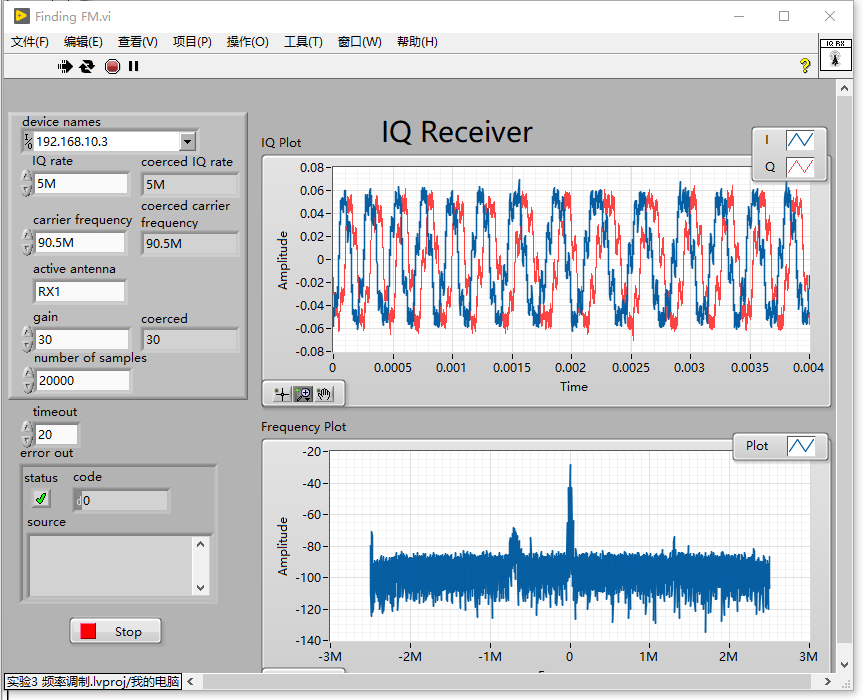 Finding FM.vi
文件(F) 编辑(E) 查看(V) 项目(P) 操作(O) 工具(T) 窗口(W) 帮助(H)
IQ RX
device names
192.168.10.3
IQ rate
coerced IQ rate
5M
5M
carrier frequency
coerced carrier
frequency
90.5M
90.5M
active antenna
RX1
gain
coerced
30
30
number of samples
20000
timeout
20
error out
status
code
d0
source
Stop
IQ Receiver
IQ Plot
I
Q
0.08
0.06
0.04
0.02
0
-0.02
-0.04
-0.06
-0.08
Amplitude
0 0.0005 0.001 0.0015 0.002 0.0025 0.003 0.0035 0.004
Time
Frequency Plot
Plot
-20
-40
-60
-80
-100
-120
-140
Amplitude
-3M -2M -1M 0 1M 2M 3M
实验3 频率调制.lvproj/我的电脑